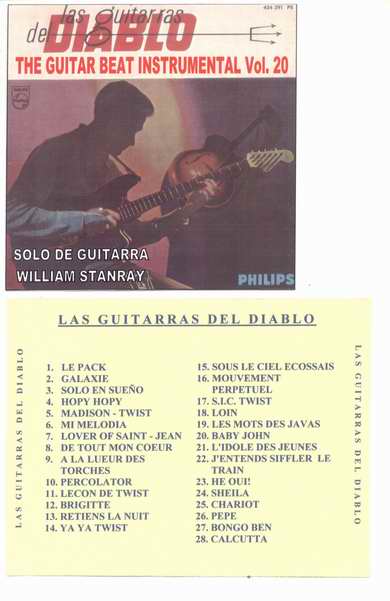 424 291 PE
las guitarras
del DIABLO
THE GUITAR BEAT INSTRUMENTAL Vol. 20
PHILIPS
SOLO DE GUITARRA
WILLIAM STANRAY
PHILIPS
LAS GUITARRAS DEL DIABLO
LAS GUITARRAS DEL DIABLO
1. LE PACK
2. GALAXIE
3. SOLO EN SUEÑO
4. HOPY HOPY
5. MADISON - TWIST
6. MI MELODIA
7. LOVER OF SAINT - JEAN
8. DE TOUT MON COEUR
9. A LA LUEUR DES
TORCHES
10. PERCOLATOR
11. LECON DE TWIST
12. BRIGITTE
13. RETIENS LA NUIT
14. YA YA TWIST
15. SOUS LE CIEL ECOSSAIS
16. MOUVEMENT
PERPETUEL
17. S.I.C. TWIST
18. LOIN
19. LES MOTS DES JAVAS
20. BABY JOHN
21. L'IDOLE DES JEUNES
22. J'ENTENDS SIFFLER LE
TRAIN
23. HE OUI!
24. SHEILA
25. CHARIOT
26. PEPE
27. BONGO BEN
28. CALCUTTA
LAS GUITARRAS DEL DIABLO